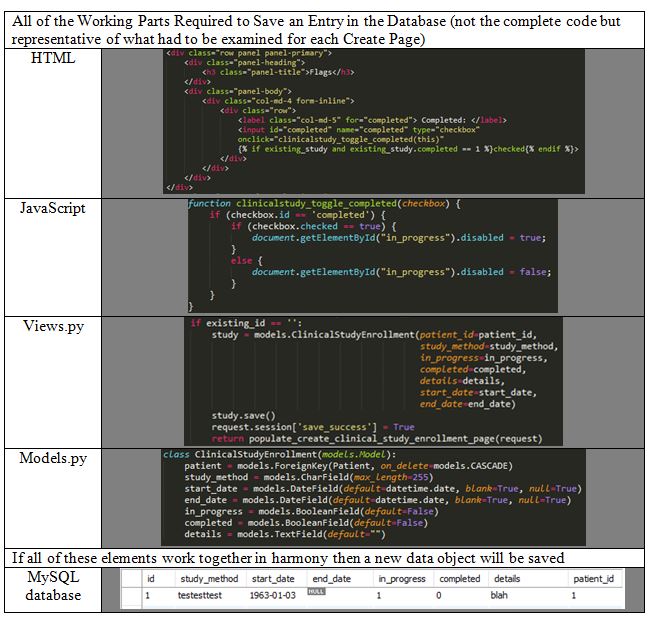 All of the Working Parts Required to Save an Entry in the Database (not the complete code but
representative of what had to be examined for each Create Page)
HTML
<div class="row panel panel-primary">
<div class="panel-heading">
<h3 class="panel-title">Flags</h3>
</div>
<div class="panel-body">
<div class="col-md-4 form-inline">
<div class="row">
<label class="col-md-5" for="completed"> Completed: </label>
<input id="completed" name="completed" type="checkbox"
onclick="clinicalstudy_toggle_completed(this)"
{% if existing_study and existing_study.completed == 1 %}checked{% endif %}>
</div>
</div>
</div>
</div>
JavaScript
function clinicalstudy_toggle_completed(checkbox) {
if (checkbox.id == 'completed') {
if (checkbox.checked == true) {
document.getElementById("in_progress").disabled = true;
}
else {
document.getElementById("in_progress").disabled = false;
}
}
}
Views.py
if existing_id == '':
study = models.ClinicalStudyEnrollment(patient_id=patient_id,
study_method=study_method,
in_progress=in_progress,
completed=completed,
details=details,
start_date=start_date,
end_date=end_date)
study.save()
request.session['save_success'] = True
return populate_create_clinical_study_enrollment_page(request)
Models.py
class ClinicalStudyEnrollment(models.Model):
patient = models.ForeignKey(Patient, on_delete=models.CASCADE)
study_method = models.CharField(max_length=255)
start_date = models.DateField(default=datetime.date, blank=True, null=True)
end_date = models.DateField(default=datetime.date, blank=True, null=True)
in_progress = models.BooleanField(default=False)
completed = models.BooleanField(default=False)
details = models.TextField(default="")
If all of these elements work together in harmony then a new data object will be saved
MySQL
database
id study_method start_date end_date in_progress completed details patient_id
1 testesttest 1963-01-03 NULL 1 0 blah 1